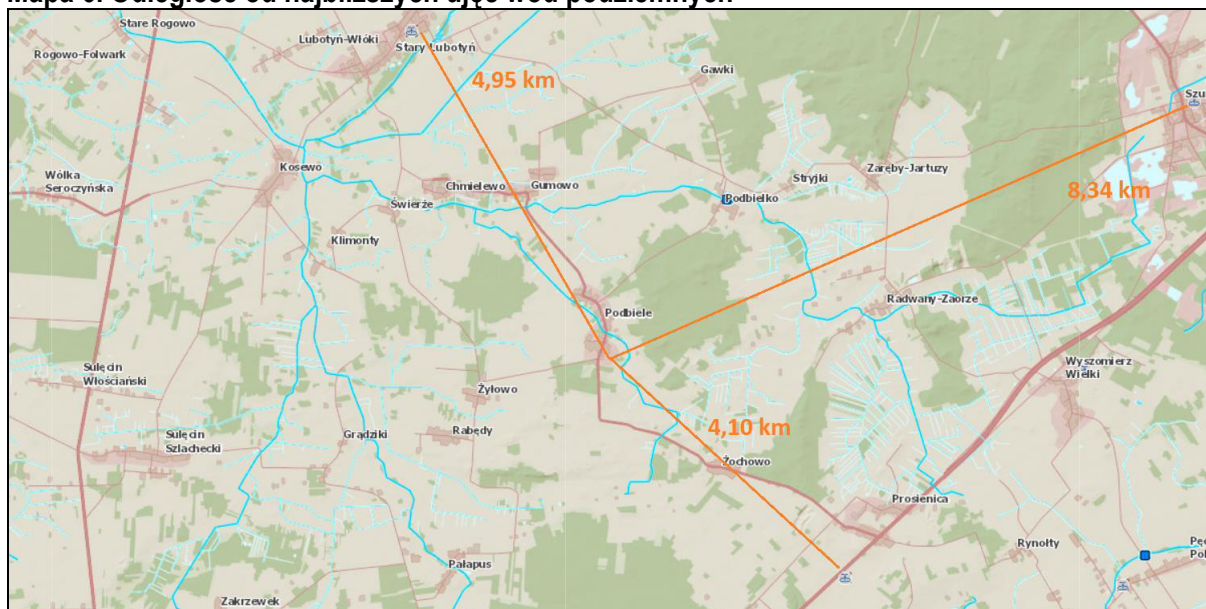 Mapa 6. Odległość od najbliższych ujęć wód podziemnych
Stare Rogowo
Lubotyń-Włóki
Stary Lubotyń
Rogowo-Folwark
4,95 km
Gawki
Kosewo
Wólka
Seroczyńska
Chmielewo
Gumowo
Stryjki
Zaręby-Jartuzy
8,34 km
Świerże
Podbielko
Klimonty
Radwany-Zaorze
Podbiele
Sulęcin
Włościański
Żyłowo
Wyszomierz
Wielki
Sulęcin
Szlachecki
Grądziki
Rabędy
4,10 km
Żochowo
Prosienica
Rynołty
Pałapus
Zakrzewek